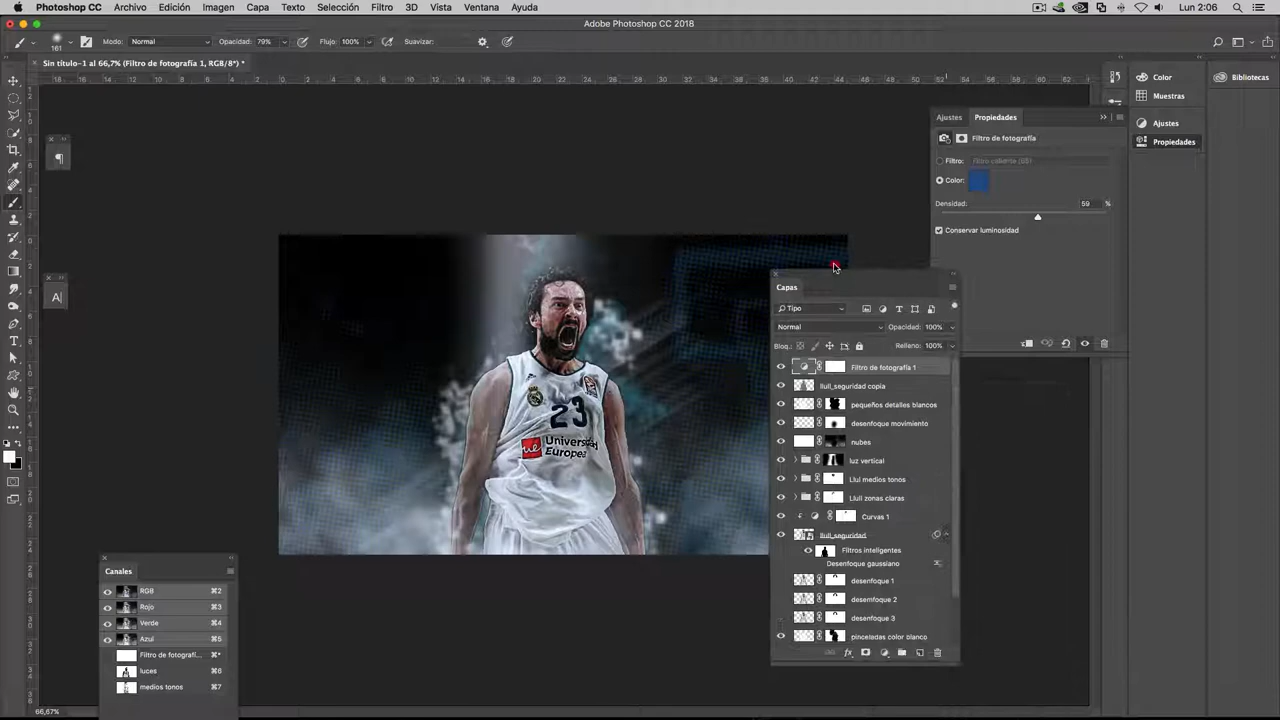 Photoshop CC Archivo Edición Imagen Capa Texto Selección Filtro 3D Vista Ventana Ayuda Lun 2:06
Adobe Photoshop CC 2018
161 Modo: Normal Opacidad: 79% Flujo: 100% Suavizar:
Sin título-1 al 66,7% (Filtro de fotografía 1, RGB/8*) *
Color
Muestras
Ajustes
Propiedades
Bibliotecas
Ajustes Propiedades
Filtro de fotografía
Filtro: Filtro caliente (85)
Color:
Densidad: 59 %
Conservar luminosidad
Capas
Tipo
Normal Opacidad: 100%
Bloq.: Relleno: 100%
Filtro de fotografía 1
llull_seguridad copia
pequeños detalles blancos
desenfoque movimiento
nubes
luz vertical
Llul medios tonos
Llull zonas claras
Curvas 1
llull_seguridad
Filtros inteligentes
Desenfoque gaussiano
desenfoque 1
desemfoque 2
desenfoque 3
pinceladas color blanco
23
Universidad
Europea
Canales
RGB ⌘2
Rojo ⌘3
Verde ⌘4
Azul ⌘5
Filtro de fotografí... ⌘*
luces ⌘6
medios tonos ⌘7
66,67%